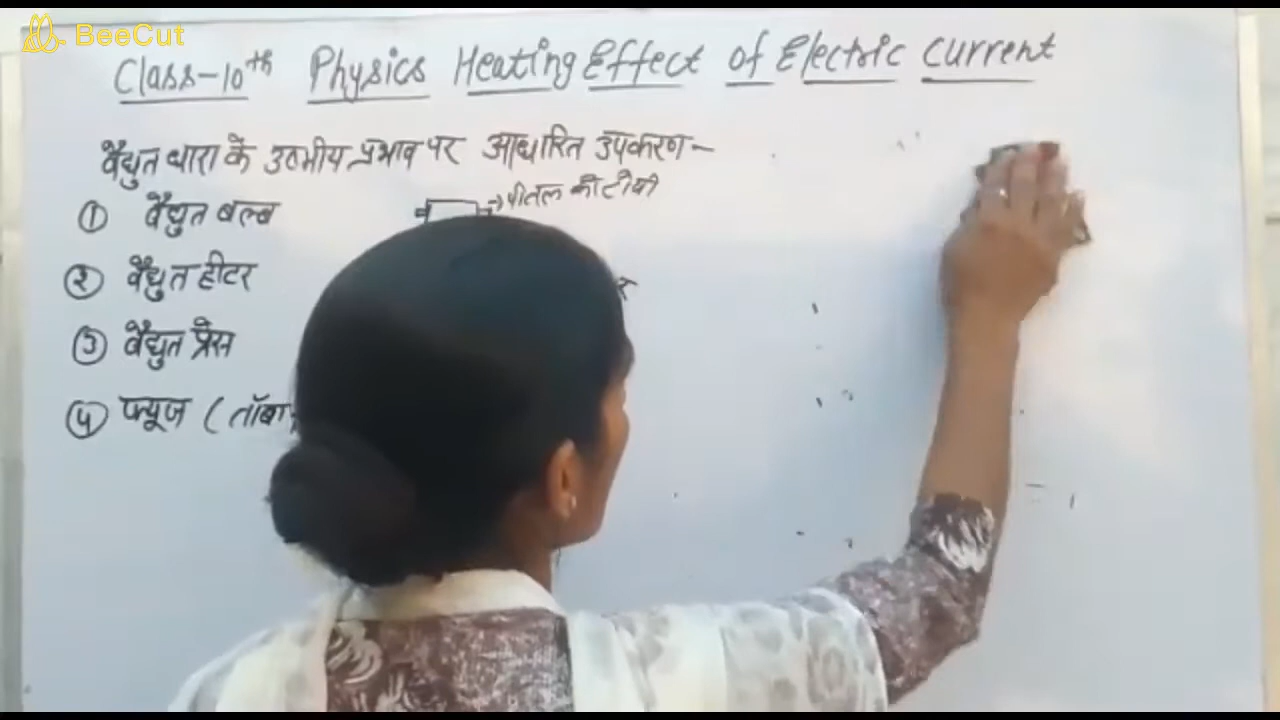 BeeCut
Class-10th Physics Heating Effect of Electric Current
वैद्युत धारा के उष्मीय प्रभाव पर आधारित उपकरण-
→ पीतल की टोपी
① वैद्युत बल्ब
② वैद्युत हीटर
③ वैद्युत प्रेस
④ फ्यूज (ताँबा